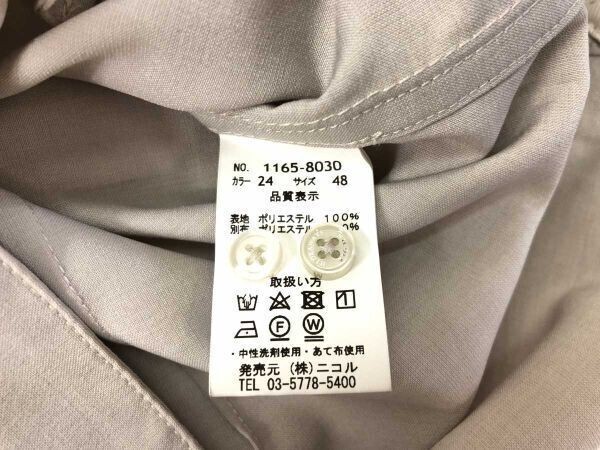 NO. 1165-8030
カラー 24 サイズ 48
品質表示
表地 ポリエステル 100%
別布 ポリエステル 0%
取扱い方
F W
・中性洗剤使用・あて布使用
発売元 (株)ニコル
TEL 03-5778-5400